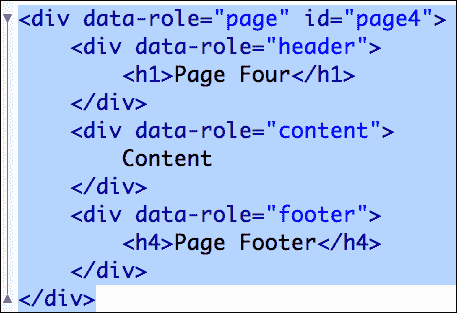 <div data-role="page" id="page4">
    <div data-role="header">
        <h1>Page Four</h1>
    </div>
    <div data-role="content">
        Content
    </div>
    <div data-role="footer">
        <h4>Page Footer</h4>
    </div>
</div>